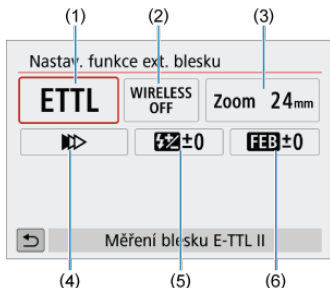 (1) (2) (3)
Nastav. funkce ext. blesku
ETTL WIRELESS OFF Zoom 24mm
±0 FEB±0
Měření blesku E-TTL II
(4) (5) (6)